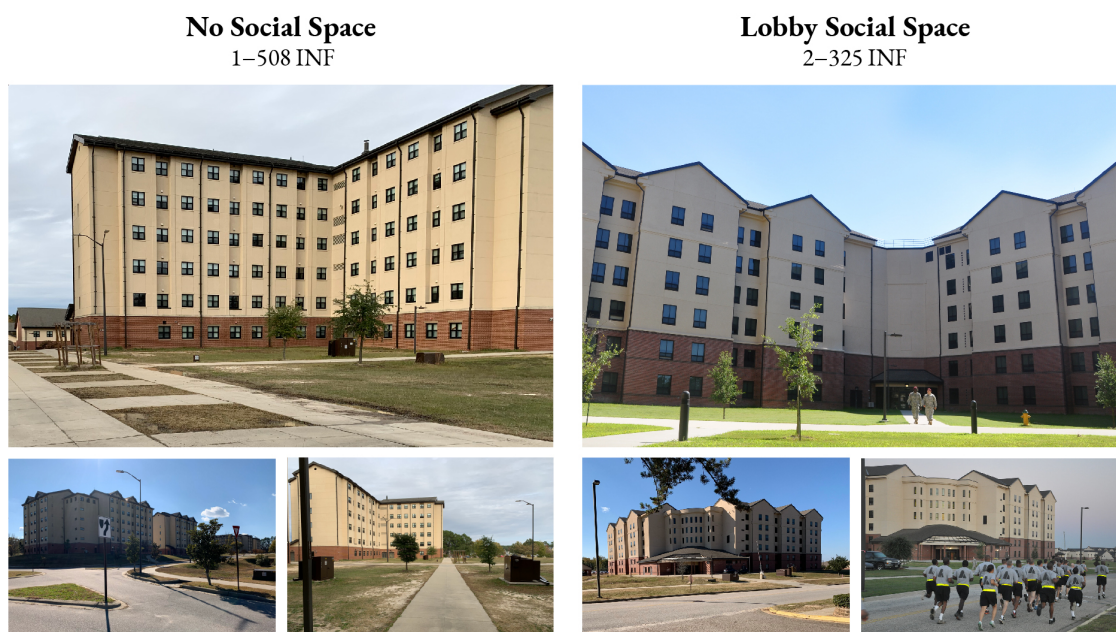 No Social Space
1–508 INF
Lobby Social Space
2–325 INF